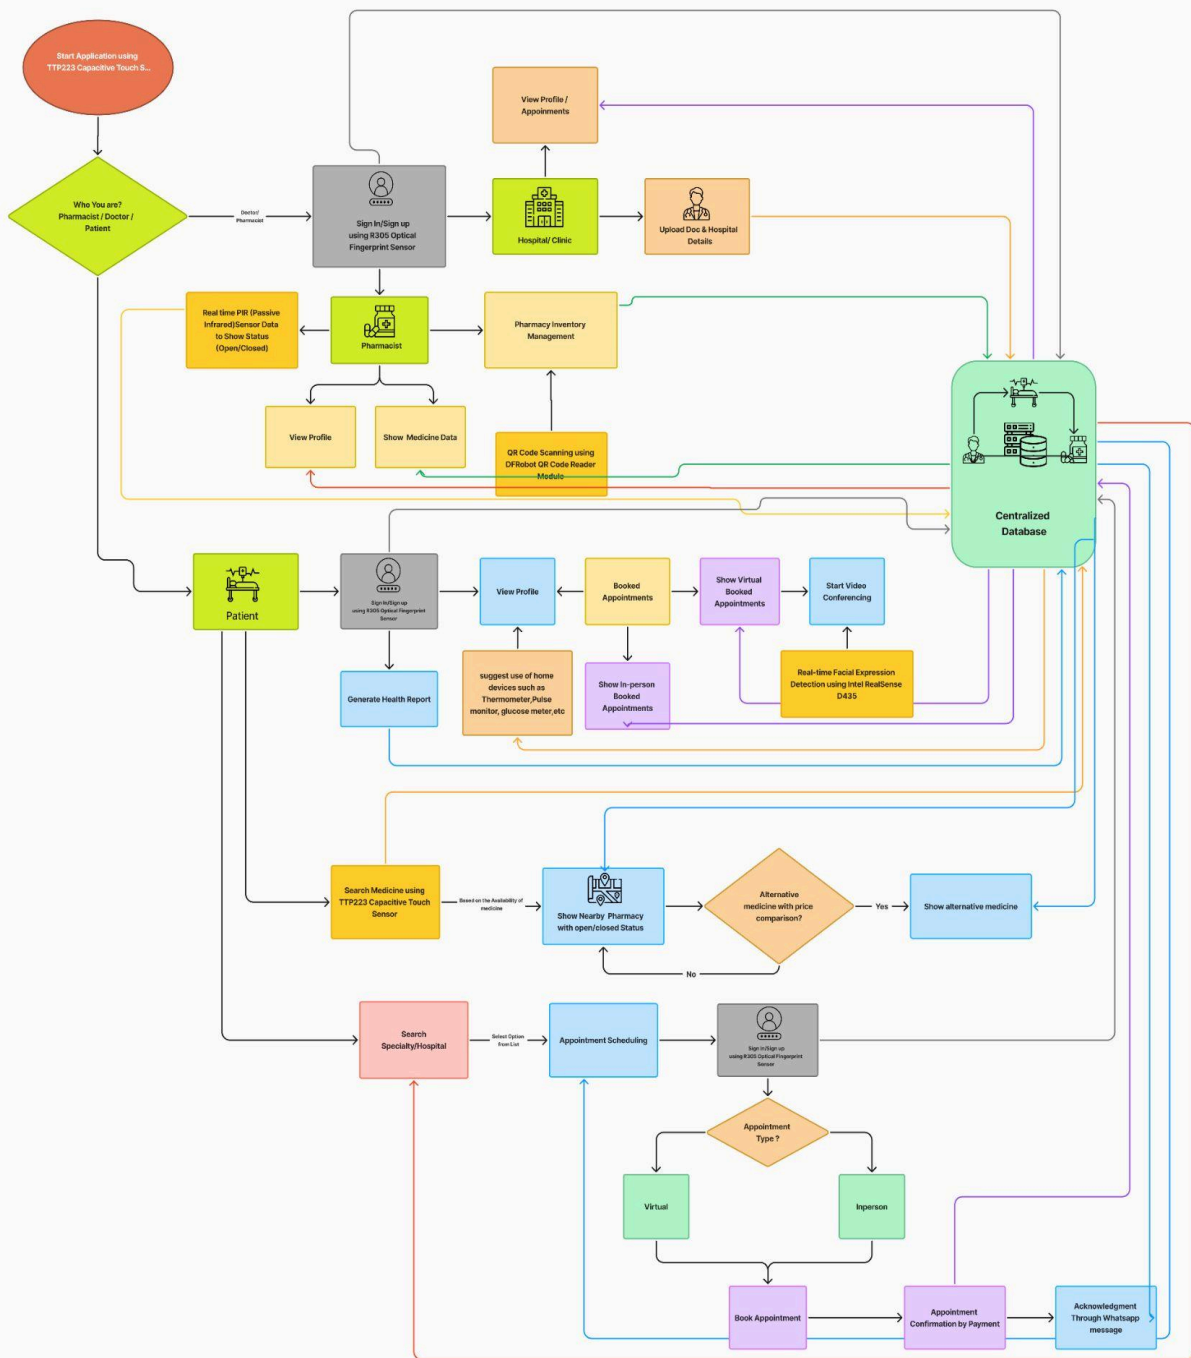 Start Application using
TTP223 Capacitive Touch S...
View Profile /
Appoinments
Who You are?
Pharmacist / Doctor /
Patient
Doctor/
Pharmacist
Sign In/Sign up
using R305 Optical
Fingerprint Sensor
Hospital/ Clinic
Upload Doc & Hospital
Details
Real time PIR (Passive
Infrared)Sensor Data
to Show Status
(Open/Closed)
Pharmacist
Pharmacy Inventory
Management
View Profile
Show Medicine Data
QR Code Scanning using
DFRobot QR Code Reader
Module
Centralized
Database
Patient
Sign In/Sign up
using R305 Optical Fingerprint
Sensor
View Profile
Booked
Appointments
Show Virtual
Booked
Appointments
Start Video
Conferencing
Generate Health Report
suggest use of home
devices such as
Thermometer,Pulse
monitor, glucose meter,etc
Show In-person
Booked
Appointments
Real-time Facial Expression
Detection using Intel RealSense
D435
Search Medicine using
TTP223 Capacitive Touch
Sensor
Based on the Availability of
medicine
Show Nearby Pharmacy
with open/closed Status
Alternative
medicine with price
comparison?
Yes
Show alternative medicine
No
Search
Specialty/Hospital
Select Option
from List
Appointment Scheduling
Sign In/Sign up
using R305 Optical Fingerprint
Sensor
Appointment
Type ?
Virtual
Inperson
Book Appointment
Appointment
Confirmation by Payment
Acknowledgment
Through Whatsapp
message